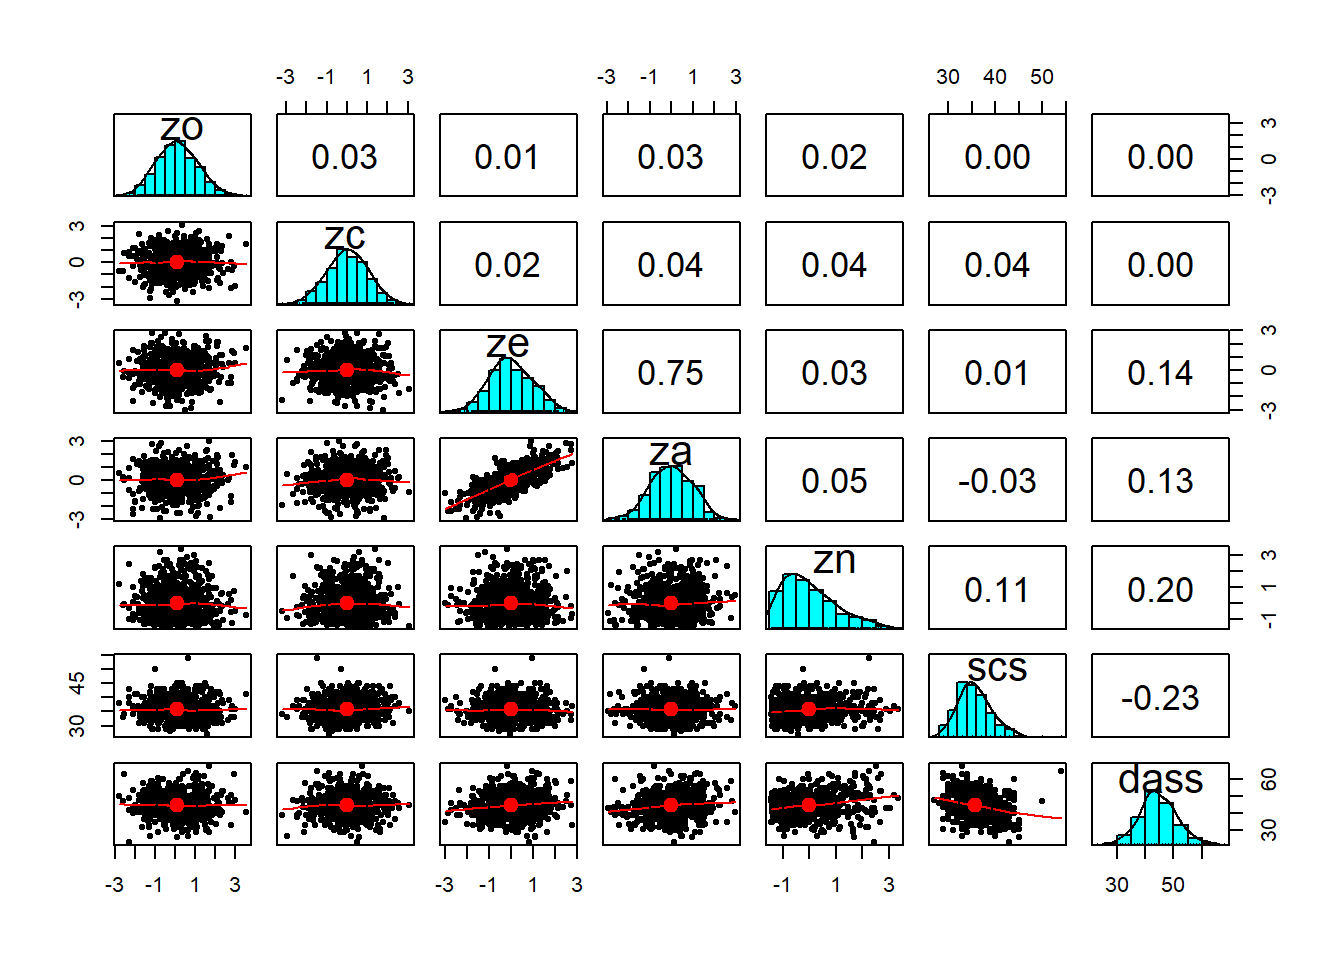 -3 -1 1 3 -3 -1 1 3 30 40 50
zo 0.03 0.01 0.03 0.02 0.00 0.00 -3 0 3
-3 0 3 zc 0.02 0.04 0.04 0.04 0.00
ze 0.75 0.03 0.01 0.14 -3 0 3
-3 0 3 za 0.05 -0.03 0.13
zn 0.11 0.20 -1 1 3
30 45 scs -0.23
dass 30 60
-3 -1 1 3 -3 -1 1 3 -1 1 3 30 50